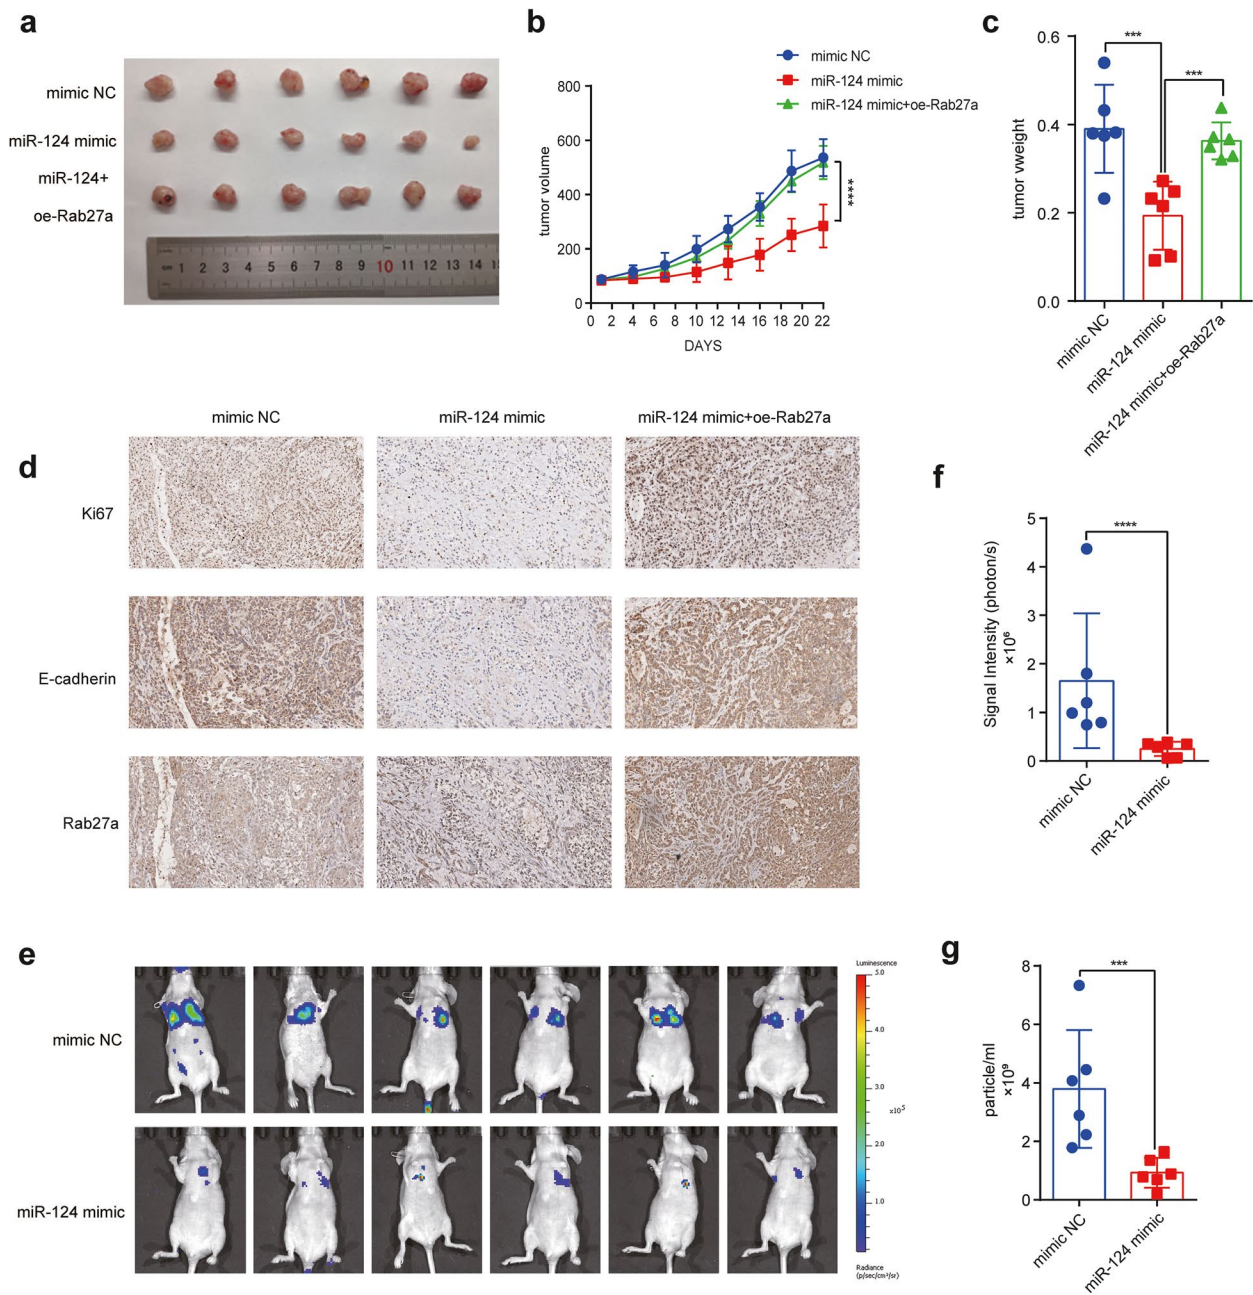 a
mimic NC
miR-124 mimic
miR-124+
oe-Rab27a
cm 1 2 3 4 5 6 7 8 9 10 11 12 13 14 15
b
mimic NC
miR-124 mimic
miR-124 mimic+oe-Rab27a
tumor volume
800
600
400
200
0
****
0 2 4 6 8 10 12 14 16 18 20 22
DAYS
c
tumor vweight
0.6
0.4
0.2
0.0
***
***
mimic NC
miR-124 mimic
miR-124 mimic+oe-Rab27a
d
mimic NC miR-124 mimic miR-124 mimic+oe-Rab27a
Ki67
E-cadherin
Rab27a
f
Signal Intensity (photon/s)
×10⁶
5
4
3
2
1
0
****
mimic NC
miR-124 mimic
e
mimic NC
miR-124 mimic
Luminescence
5.0
4.0
3.0
×10⁵
2.0
1.0
Radiance
(p/sec/cm²/sr)
g
particle/ml
×10⁹
8
6
4
2
0
***
mimic NC
miR-124 mimic